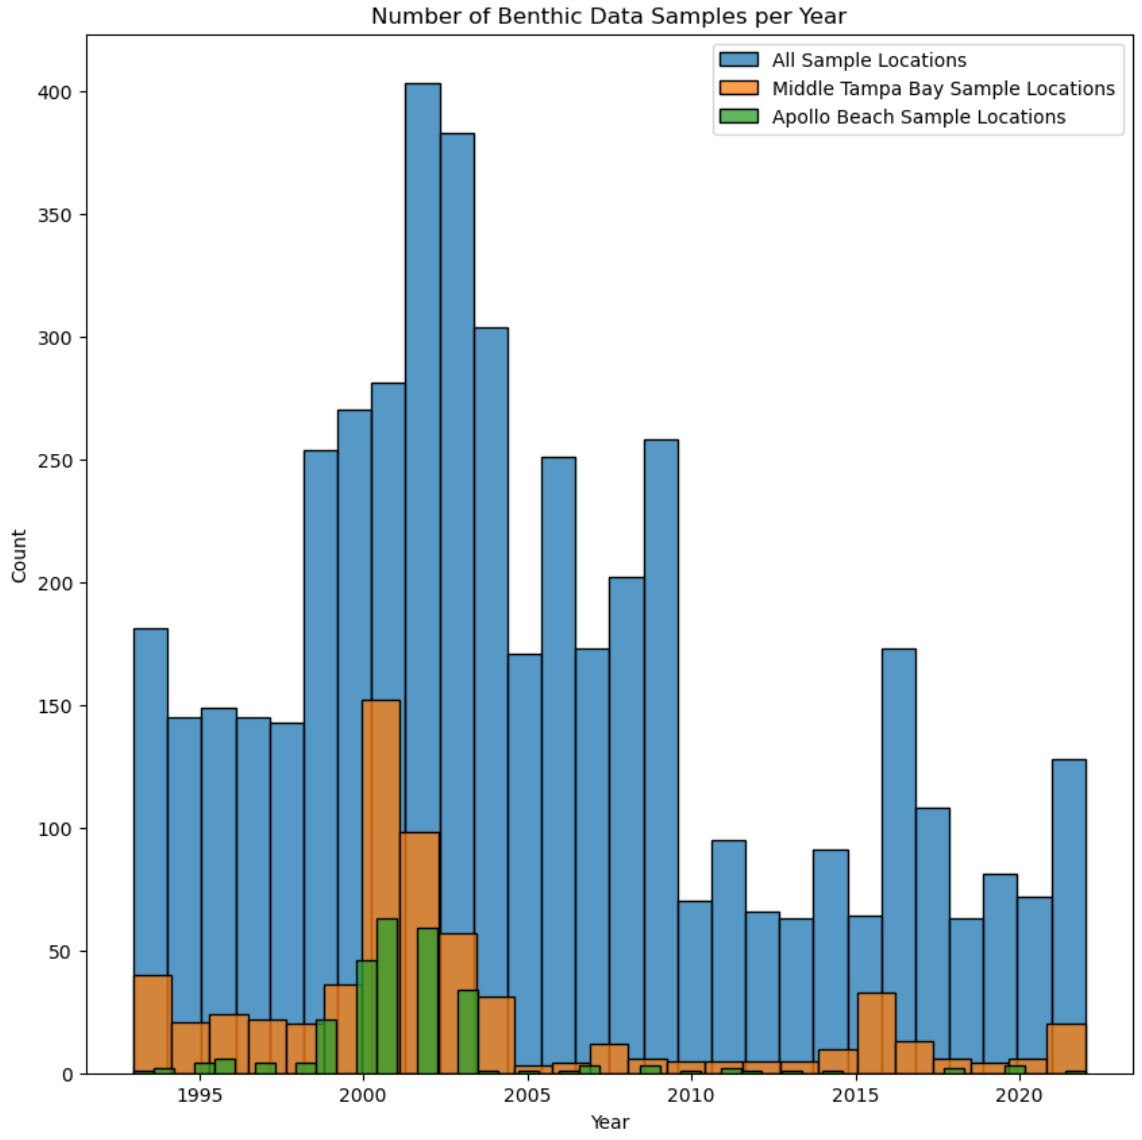 Number of Benthic Data Samples per Year
All Sample Locations
Middle Tampa Bay Sample Locations
Apollo Beach Sample Locations
400
350
300
250
200
150
100
50
0
Count
1995 2000 2005 2010 2015 2020
Year